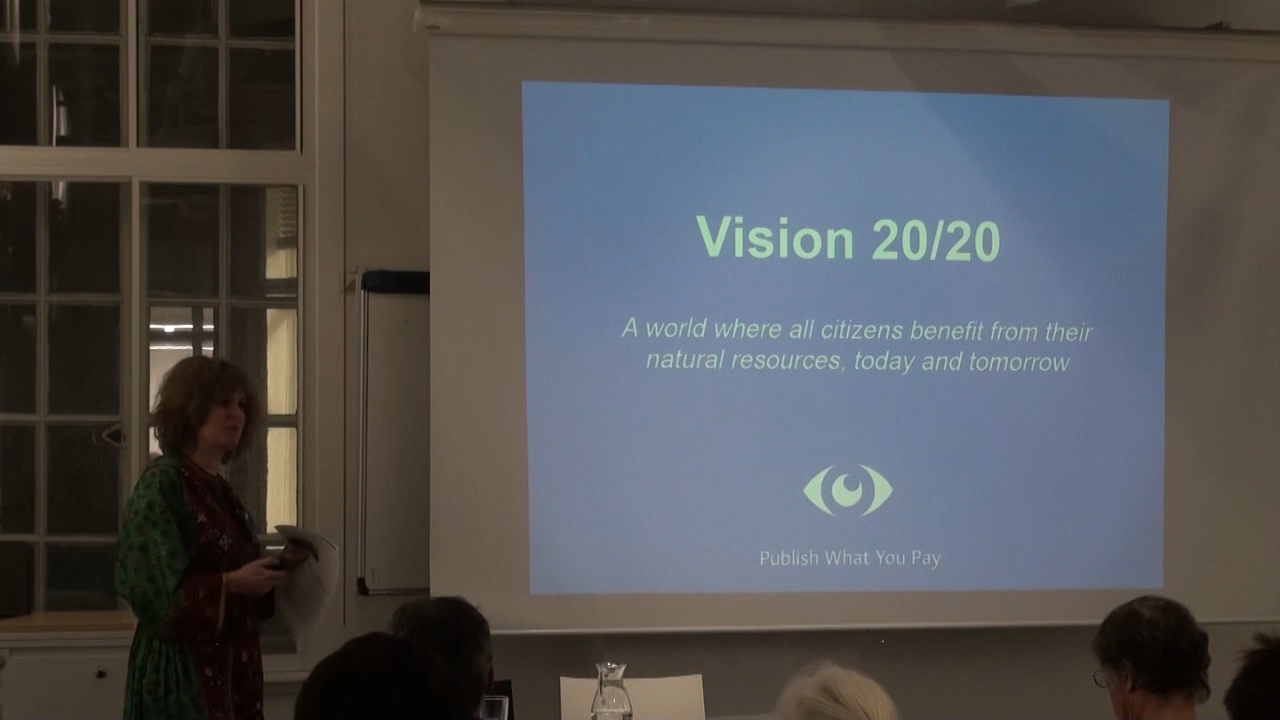 Vision 20/20
A world where all citizens benefit from their
natural resources, today and tomorrow
Publish What You Pay